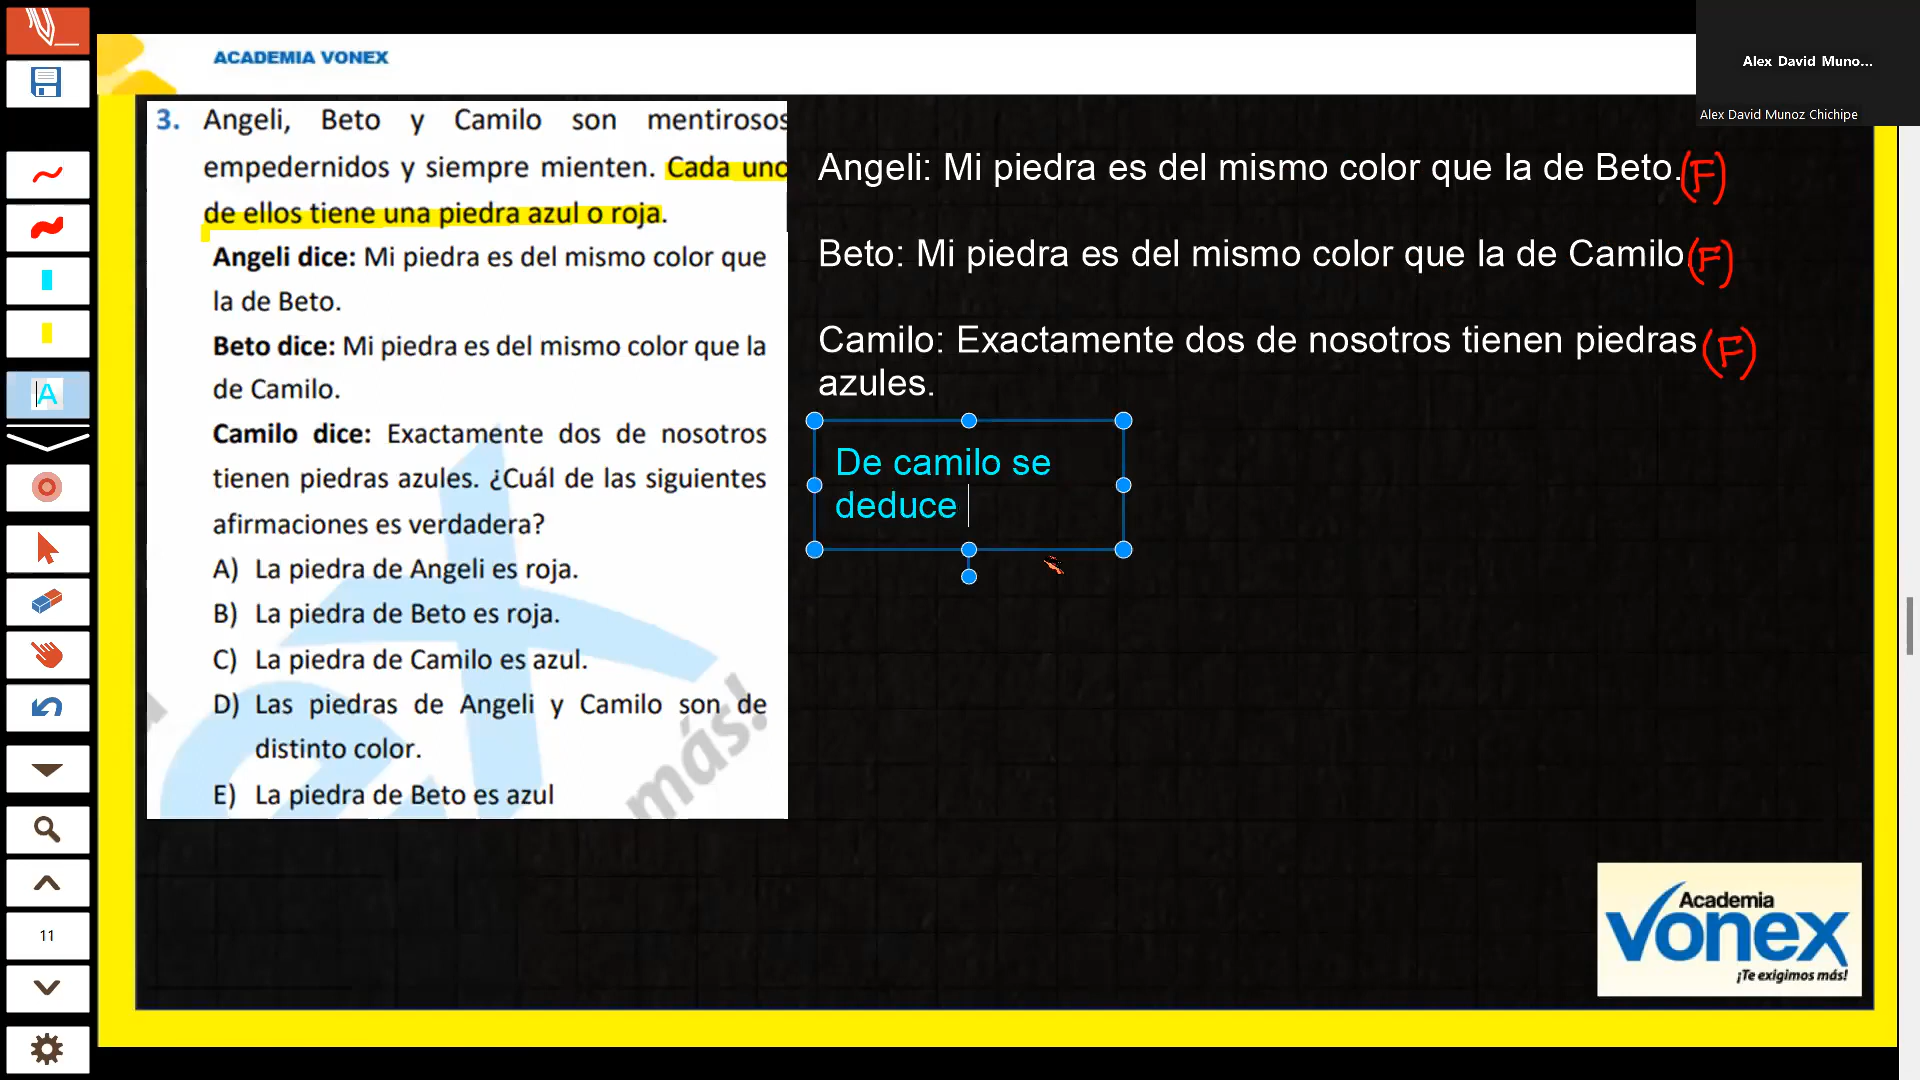 ACADEMIA VONEX
Alex David Muno...
Alex David Munoz Chichipe
3. Angeli, Beto y Camilo son mentirosos
empedernidos y siempre mienten. Cada uno
de ellos tiene una piedra azul o roja.
Angeli dice: Mi piedra es del mismo color que
la de Beto.
Beto dice: Mi piedra es del mismo color que la
de Camilo.
Camilo dice: Exactamente dos de nosotros
tienen piedras azules. ¿Cuál de las siguientes
afirmaciones es verdadera?
A) La piedra de Angeli es roja.
B) La piedra de Beto es roja.
C) La piedra de Camilo es azul.
D) Las piedras de Angeli y Camilo son de
distinto color.
E) La piedra de Beto es azul
más!
Angeli: Mi piedra es del mismo color que la de Beto. (F)
Beto: Mi piedra es del mismo color que la de Camilo (F)
Camilo: Exactamente dos de nosotros tienen piedras (F)
azules.
De camilo se
deduce
A
11
Academia
Vonex
¡Te exigimos más!